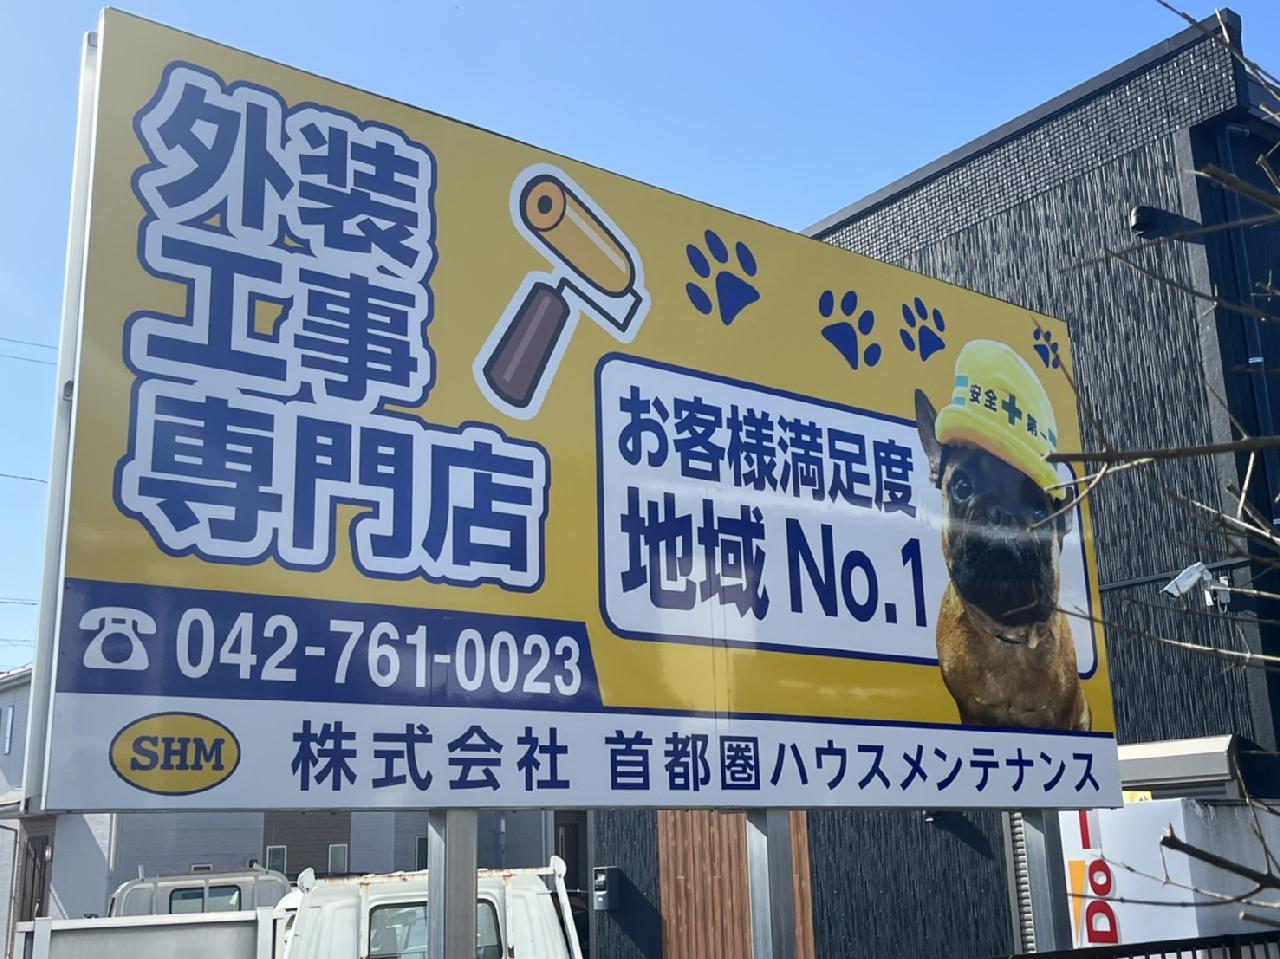 外装
工事
専門店
お客様満足度
地域No.1
安全 第一
042-761-0023
SHM
株式会社 首都圏ハウスメンテナンス